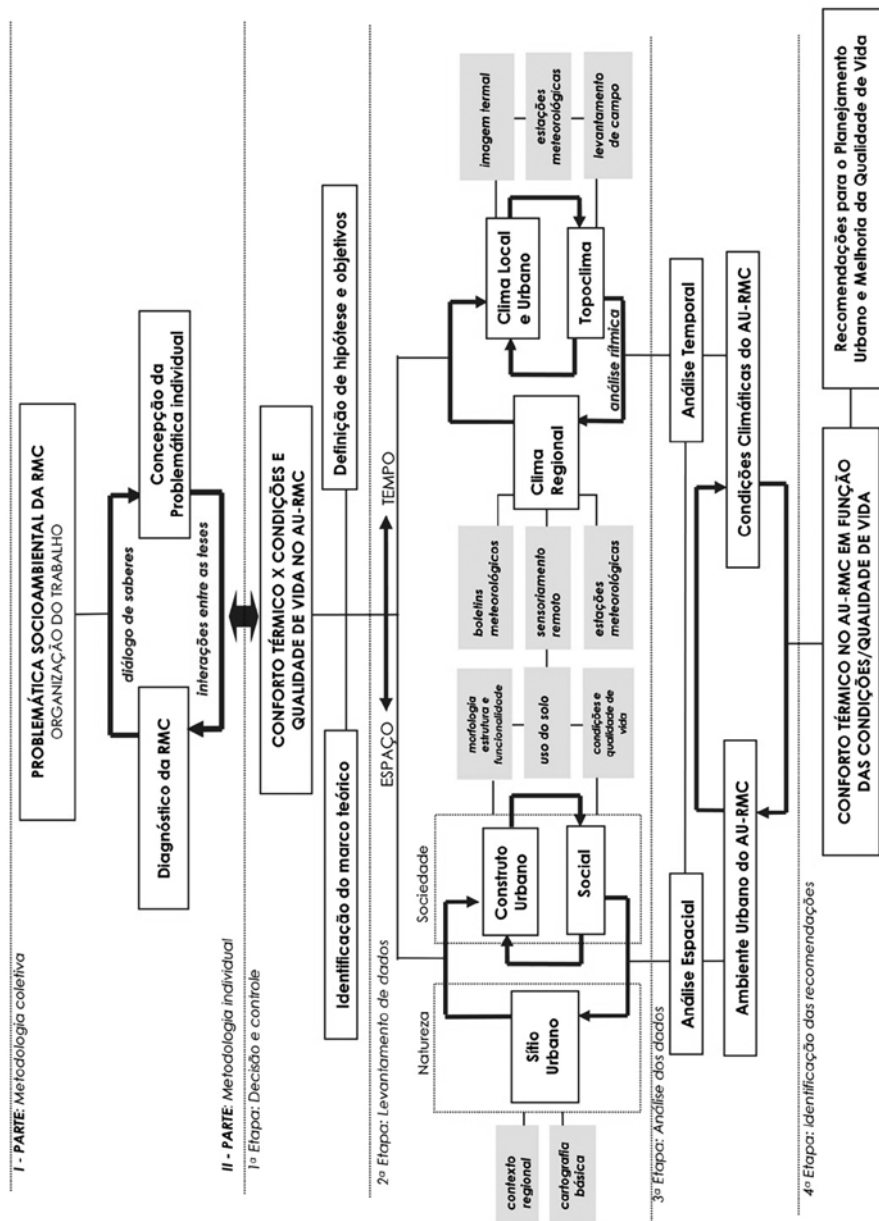 I - PARTE: Metodologia coletiva
PROBLEMÁTICA SOCIOAMBIENTAL DA RMC
ORGANIZAÇÃO DO TRABALHO
diálogo de saberes
Diagnóstico da RMC
Concepção da
Problemática individual
interações entre as teses
II - PARTE: Metodologia individual
1ª Etapa: Decisão e controle
CONFORTO TÉRMICO X CONDIÇÕES E
QUALIDADE DE VIDA NO AU-RMC
Identificação do marco teórico
Definição de hipótese e objetivos
2ª Etapa: Levantamento de dados
ESPAÇO
TEMPO
Natureza
Sociedade
contexto
regional
cartografia
básica
Sítio
Urbano
Construto
Urbano
Social
morfologia
estrutura e
funcionalidade
uso do solo
condições e
qualidade de
vida
boletins
meteorológicos
sensoriamento
remoto
estações
meteorológicas
Clima
Regional
Clima Local
e Urbano
Topoclima
análise rítmica
imagem termal
estações
meteorológicas
levantamento
de campo
3ª Etapa: Análise dos dados
Análise Espacial
Análise Temporal
Ambiente Urbano do AU-RMC
Condições Climáticas do AU-RMC
4ª Etapa: Identificação das recomendações
CONFORTO TÉRMICO NO AU-RMC EM FUNÇÃO
DAS CONDIÇÕES/QUALIDADE DE VIDA
Recomendações para o Planejamento
Urbano e Melhoria da Qualidade de Vida